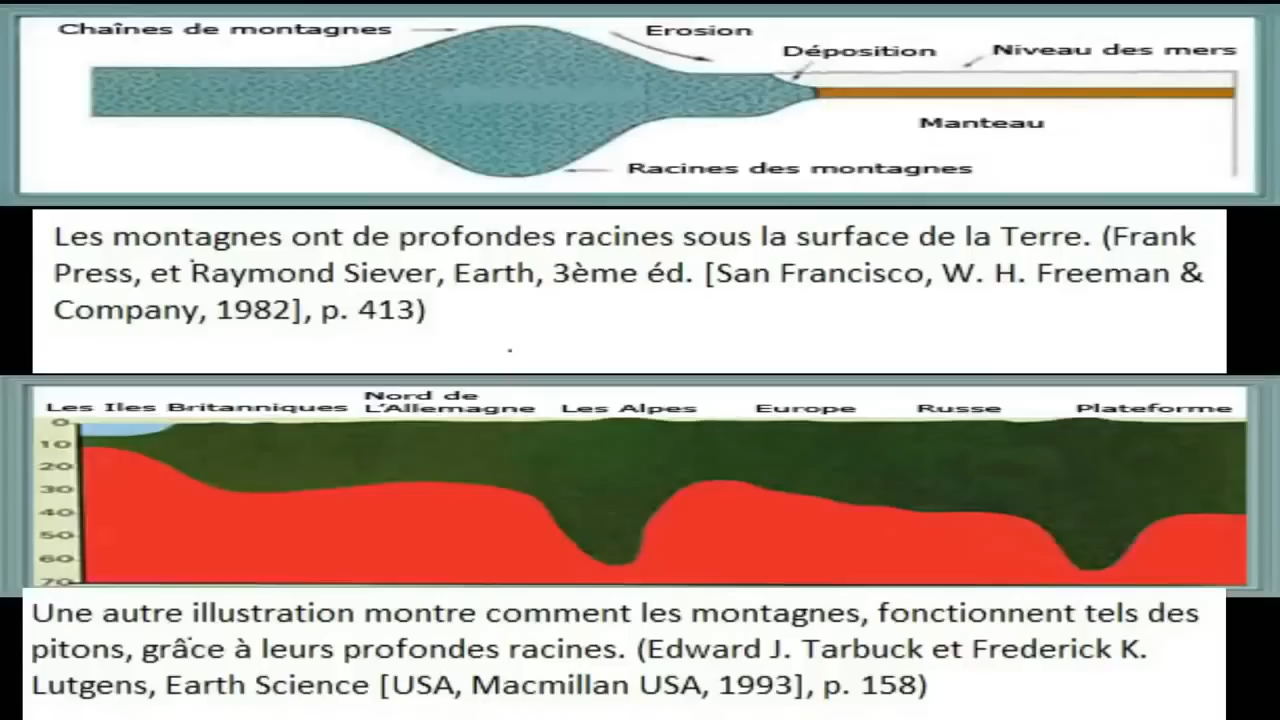 Chaînes de montagnes
Erosion
Déposition
Niveau des mers
Manteau
Racines des montagnes
Les montagnes ont de profondes racines sous la surface de la Terre. (Frank
Press, et Raymond Siever, Earth, 3ème éd. [San Francisco, W. H. Freeman &
Company, 1982], p. 413)
Les Iles Britanniques
Nord de
L'Allemagne
Les Alpes
Europe
Russe
Plateforme
0
10
20
30
40
50
60
70
Une autre illustration montre comment les montagnes, fonctionnent tels des
pitons, grâce à leurs profondes racines. (Edward J. Tarbuck et Frederick K.
Lutgens, Earth Science [USA, Macmillan USA, 1993], p. 158)